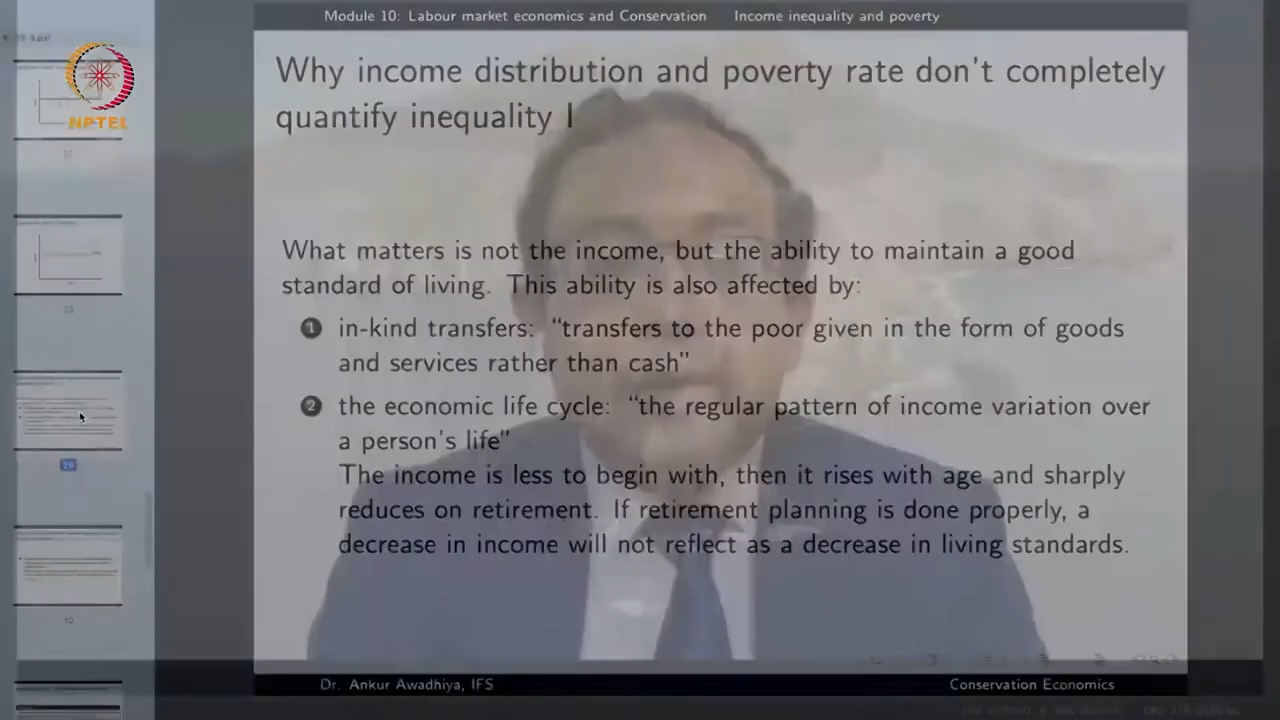 Module 10: Labour market economics and Conservation Income inequality and poverty
NPTEL
Why income distribution and poverty rate don't completely
quantify inequality I
What matters is not the income, but the ability to maintain a good
standard of living. This ability is also affected by:
1 in-kind transfers: "transfers to the poor given in the form of goods
and services rather than cash"
2 the economic life cycle: "the regular pattern of income variation over
a person's life"
The income is less to begin with, then it rises with age and sharply
reduces on retirement. If retirement planning is done properly, a
decrease in income will not reflect as a decrease in living standards.
Dr. Ankur Awadhiya, IFS Conservation Economics